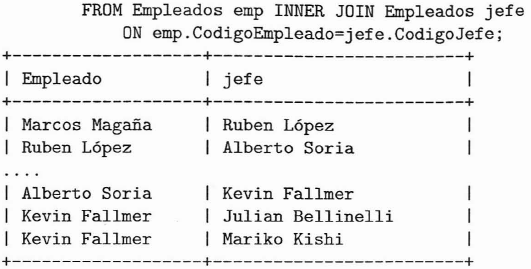 FROM Empleados emp INNER JOIN Empleados jefe
ON emp.CodigoEmpleado=jefe.CodigoJefe;
+-------------------+-------------------------+
| Empleado | jefe |
+-------------------+-------------------------+
| Marcos Magaña | Ruben López |
| Ruben López | Alberto Soria |
....
| Alberto Soria | Kevin Fallmer |
| Kevin Fallmer | Julian Bellinelli |
| Kevin Fallmer | Mariko Kishi |
+-------------------+-------------------------+